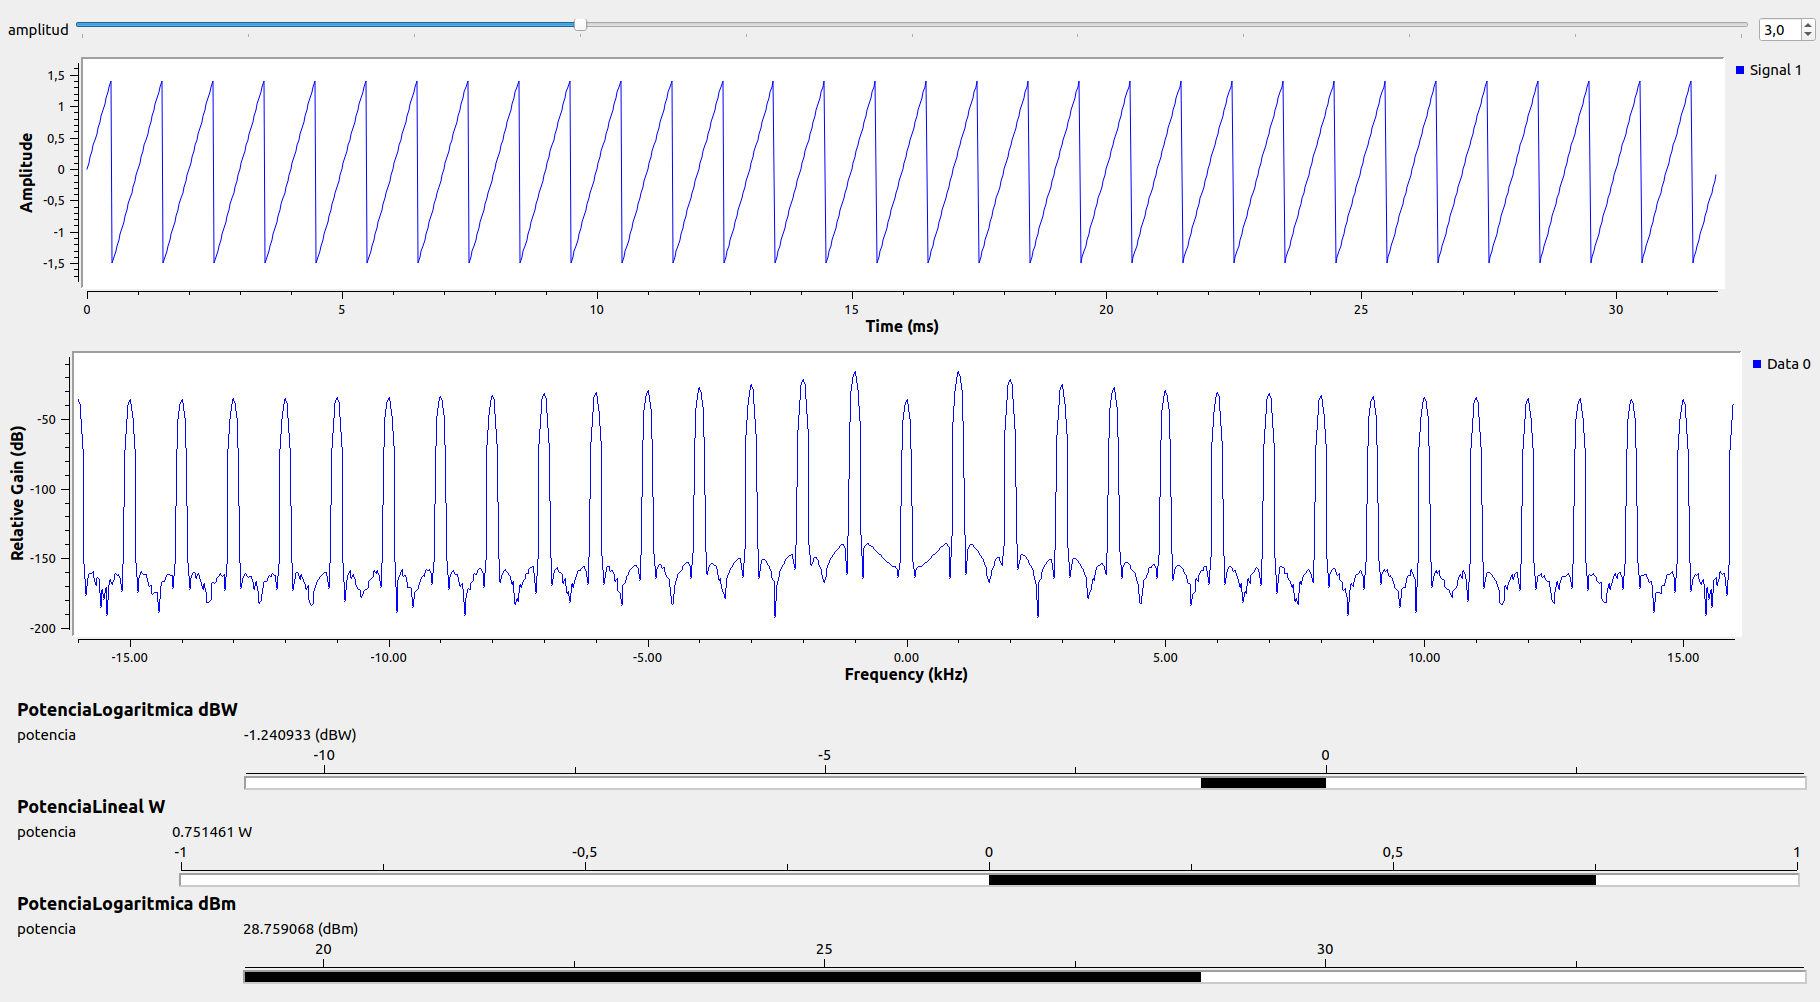 amplitud
3,0
Signal 1
1,5
1
0,5
0
-0,5
-1
-1,5
Amplitude
0 5 10 15 20 25 30
Time (ms)
Data 0
-50
-100
-150
-200
Relative Gain (dB)
-15.00 -10.00 -5.00 0.00 5.00 10.00 15.00
Frequency (kHz)
PotenciaLogaritmica dBW
potencia -1.240933 (dBW)
-10 -5 0
PotenciaLineal W
potencia 0.751461 W
-1 -0,5 0 0,5 1
PotenciaLogaritmica dBm
potencia 28.759068 (dBm)
20 25 30